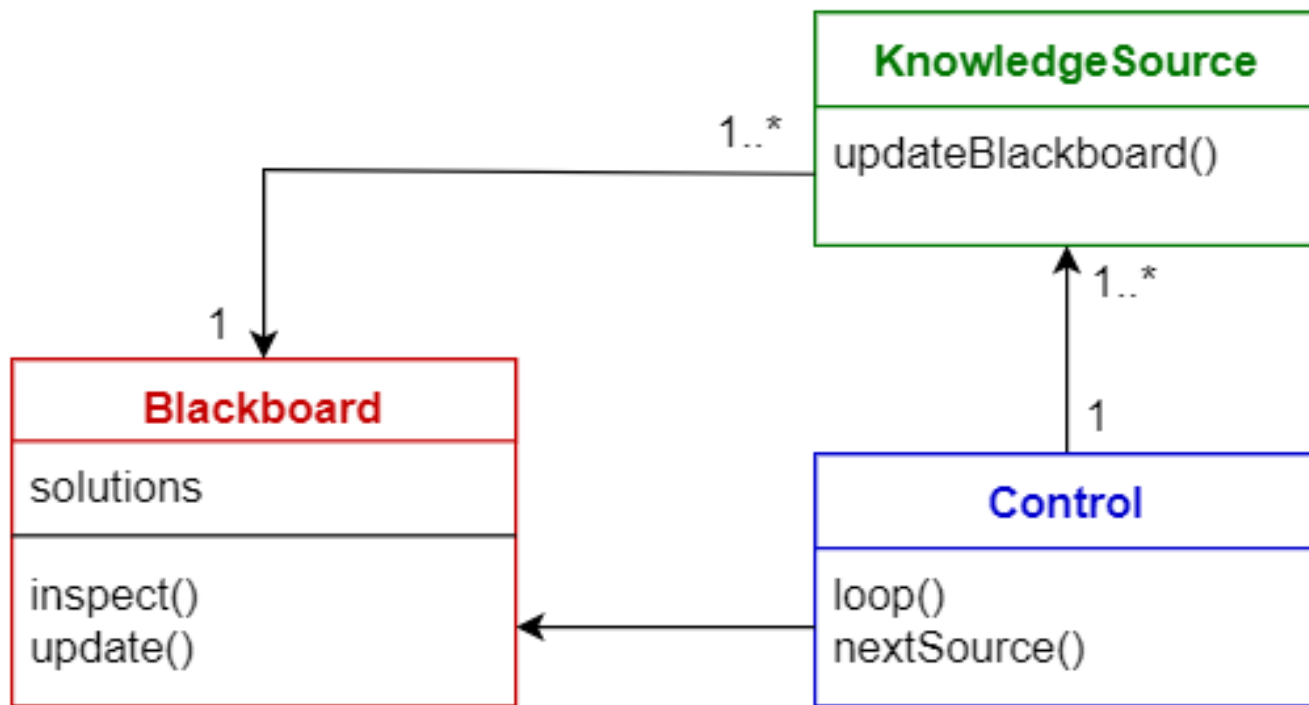 KnowledgeSource
updateBlackboard()
1..*
1
1..*
1
Blackboard
solutions
inspect()
update()
Control
loop()
nextSource()